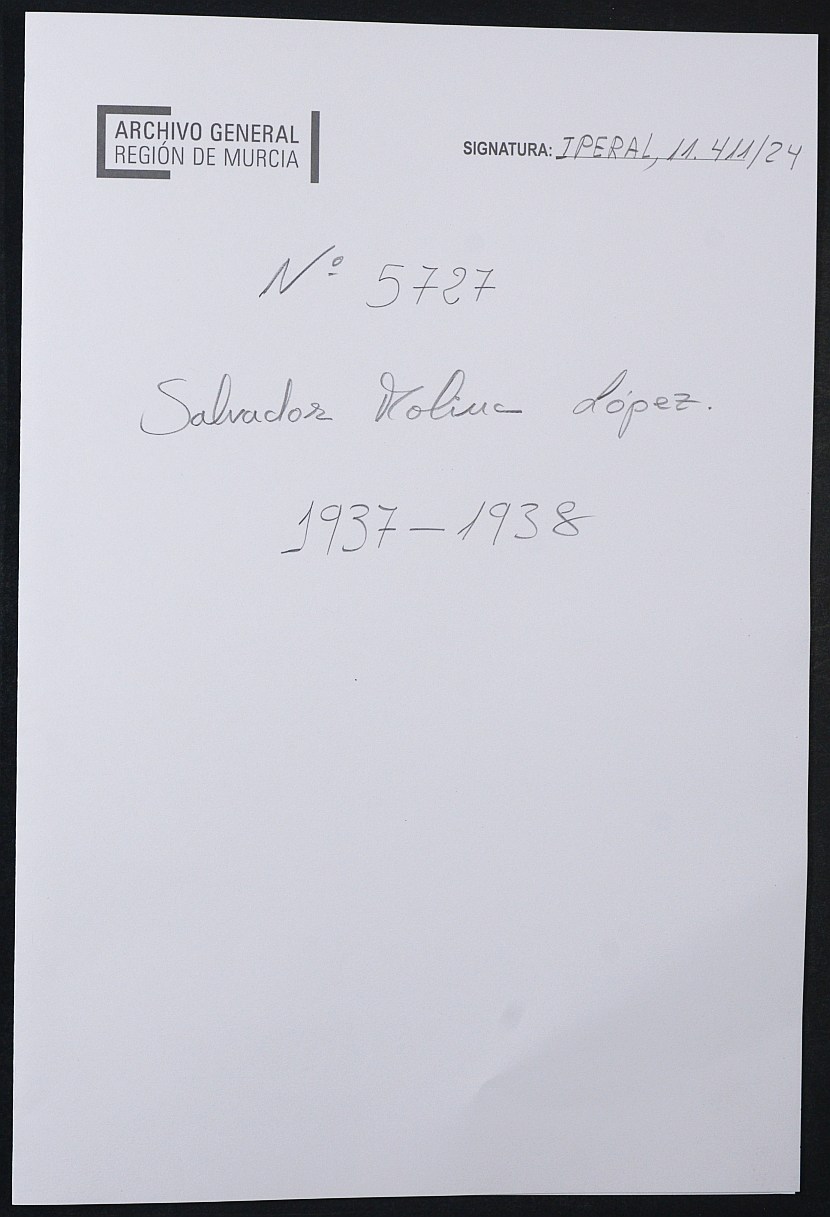 ARCHIVO GENERAL
REGIÓN DE MURCIA
SIGNATURA: IPERAL, 11.411/24
Nº 5727
Salvador Molina López.
1937-1938